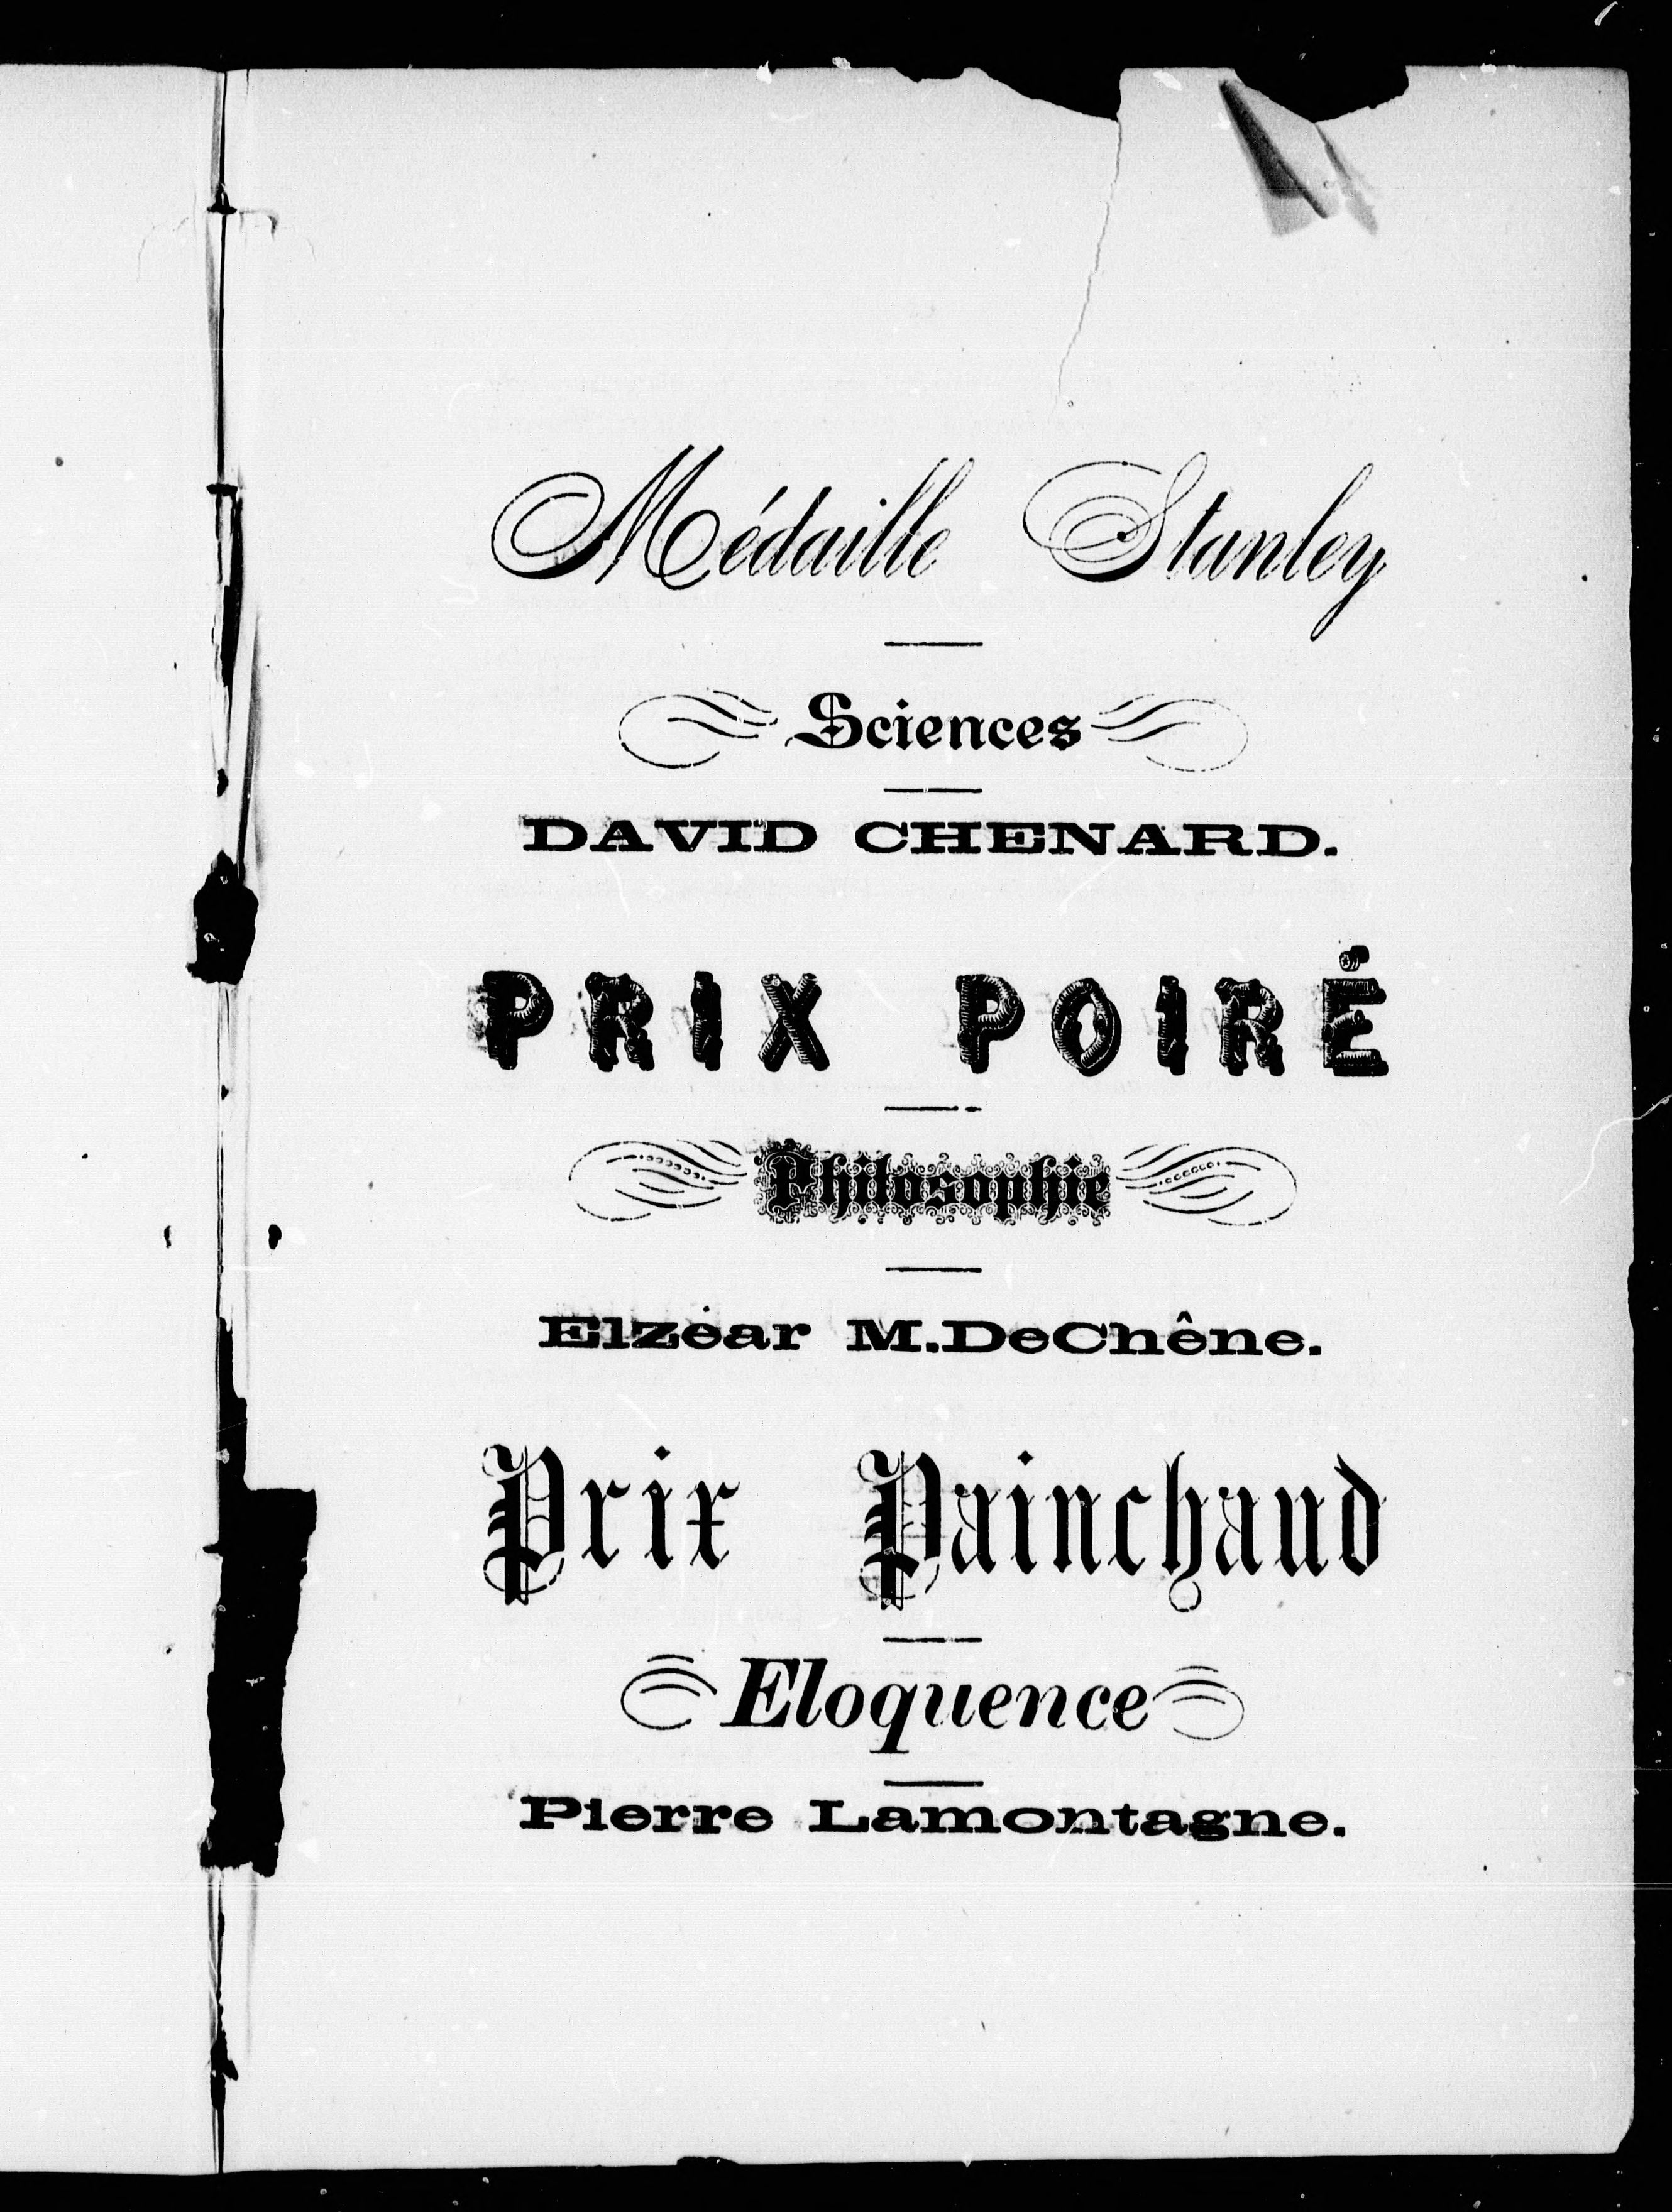 Médaille Stanley
Sciences
DAVID CHENARD.
PRIX POIRÉ
Philosophie
Elzéar M.DeChêne.
Prix Painchaud
Eloquence
Pierre Lamontagne.